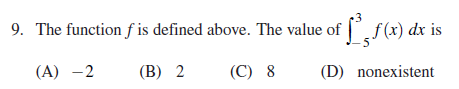 9. The function f is defined above. The value of ∫_{-5}^{3} f(x) dx is
(A) −2 (B) 2 (C) 8 (D) nonexistent